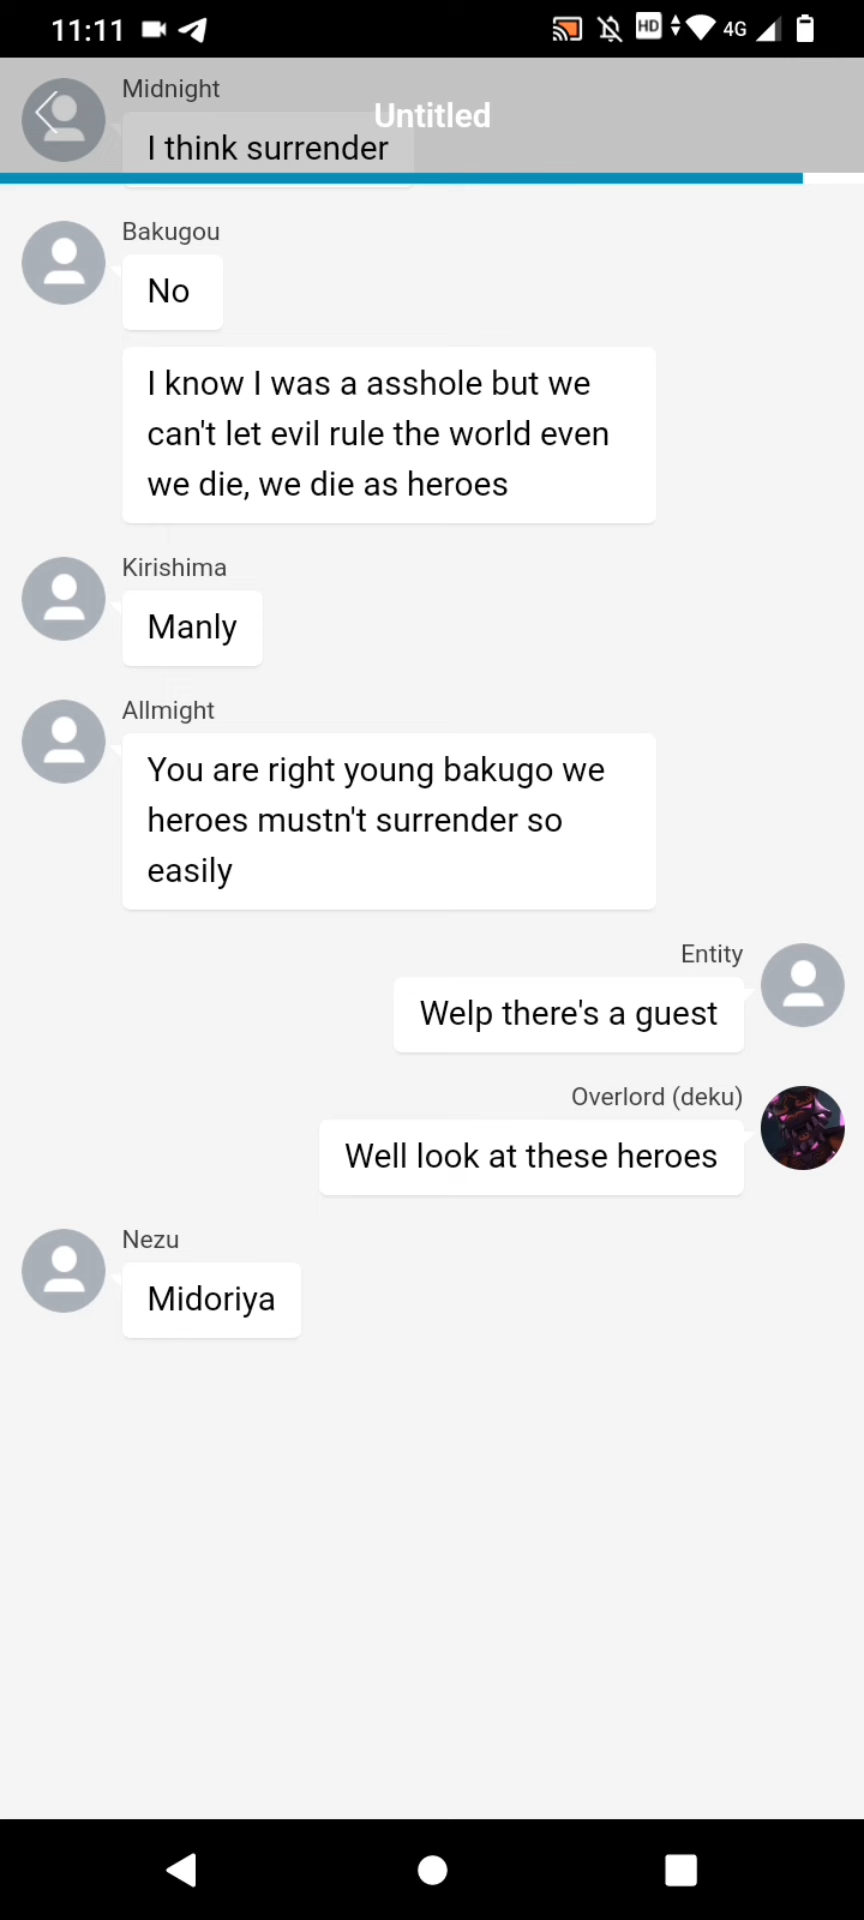 11:11
HD
4G
Midnight
Untitled
I think surrender
Bakugou
No
I know I was a asshole but we
can't let evil rule the world even
we die, we die as heroes
Kirishima
Manly
Allmight
You are right young bakugo we
heroes mustn't surrender so
easily
Entity
Welp there's a guest
Overlord (deku)
Well look at these heroes
Nezu
Midoriya